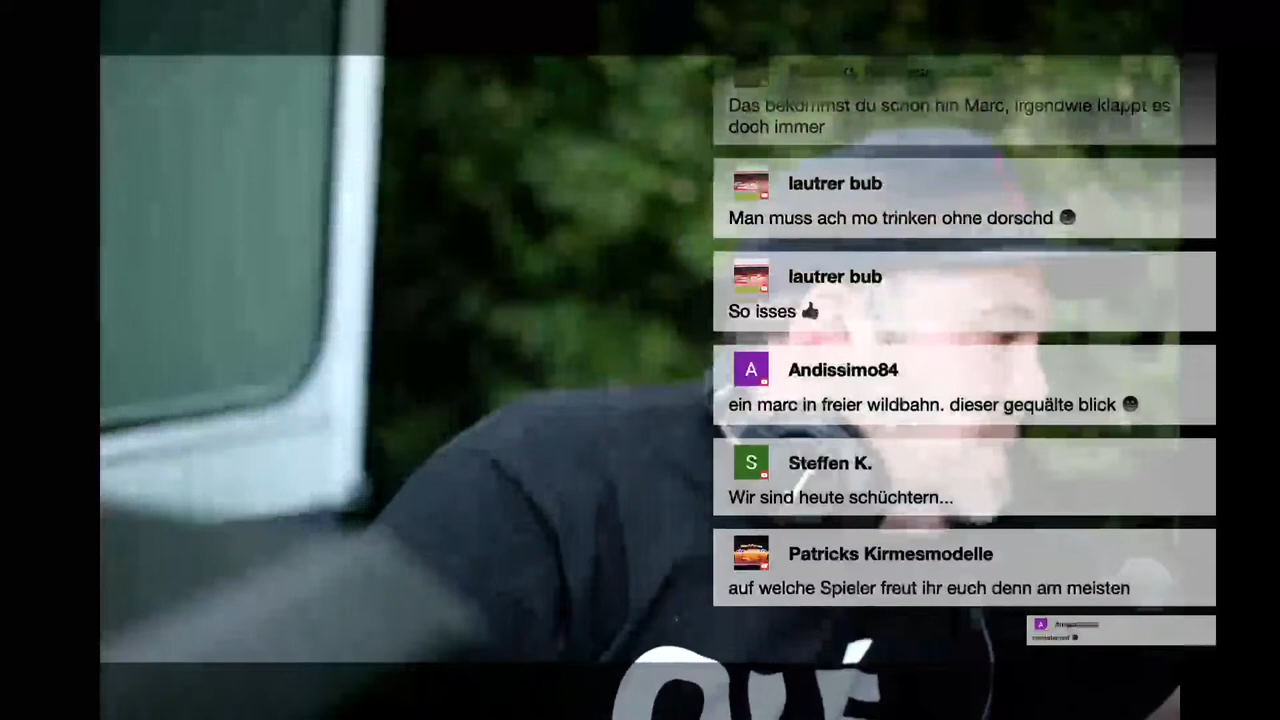 Das bekommst du schon hin Marc, irgendwie klappt es
doch immer
lautrer bub
Man muss ach mo trinken ohne dorschd
lautrer bub
So isses 👍
A
Andissimo84
ein marc in freier wildbahn. dieser gequälte blick
S
Steffen K.
Wir sind heute schüchtern...
Patricks Kirmesmodelle
auf welche Spieler freut ihr euch denn am meisten
A